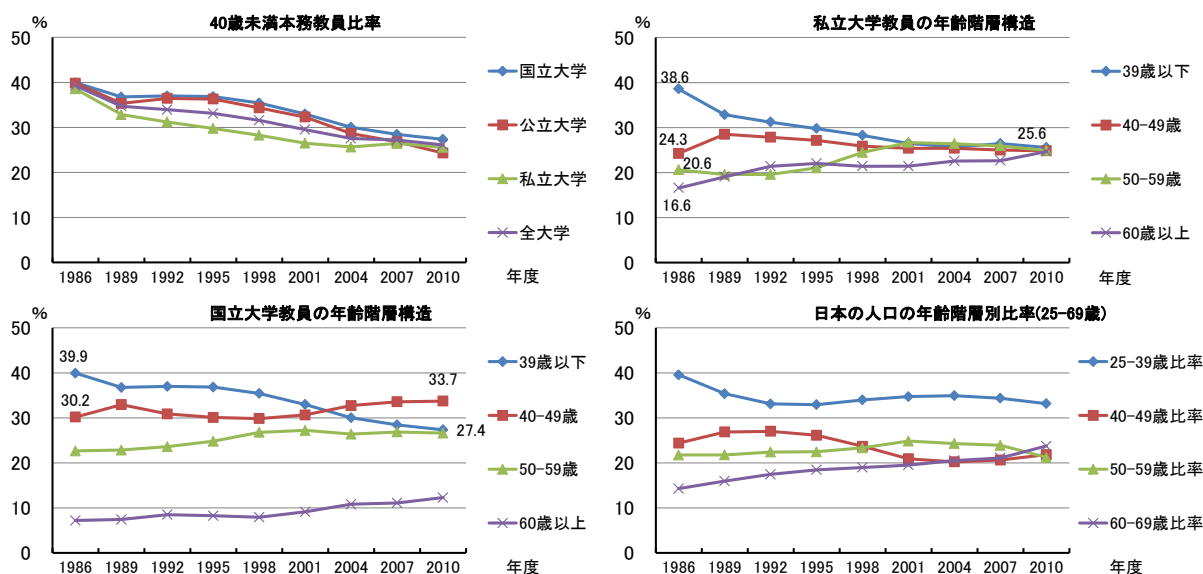 40歳未満本務教員比率
%
50
40
30
20
10
0
1986 1989 1992 1995 1998 2001 2004 2007 2010 年度
国立大学
公立大学
私立大学
全大学
私立大学教員の年齢階層構造
%
50
40
30
20
10
0
38.6
24.3
20.6
16.6
25.6
1986 1989 1992 1995 1998 2001 2004 2007 2010 年度
39歳以下
40-49歳
50-59歳
60歳以上
国立大学教員の年齢階層構造
%
50
40
30
20
10
0
39.9
30.2
33.7
27.4
1986 1989 1992 1995 1998 2001 2004 2007 2010 年度
39歳以下
40-49歳
50-59歳
60歳以上
日本の人口の年齢階層別比率(25-69歳)
%
50
40
30
20
10
0
1986 1989 1992 1995 1998 2001 2004 2007 2010 年度
25-39歳比率
40-49歳比率
50-59歳比率
60-69歳比率